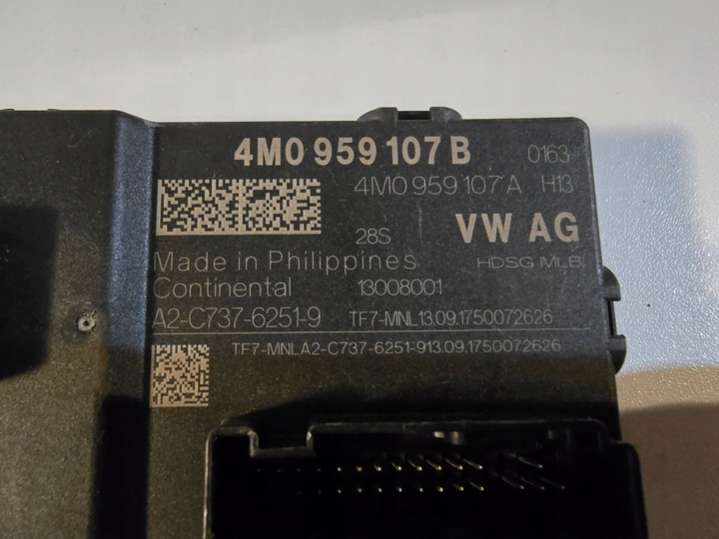 4M0 959 107 B 0163
4M0 959 107 A H13
28S VW AG
Made in Philippines HDSG MLB
Continental 13008001
A2-C737-6251-9 TF7-MNL13.09.1750072626
TF7-MNLA2-C737-6251-913.09.1750072626